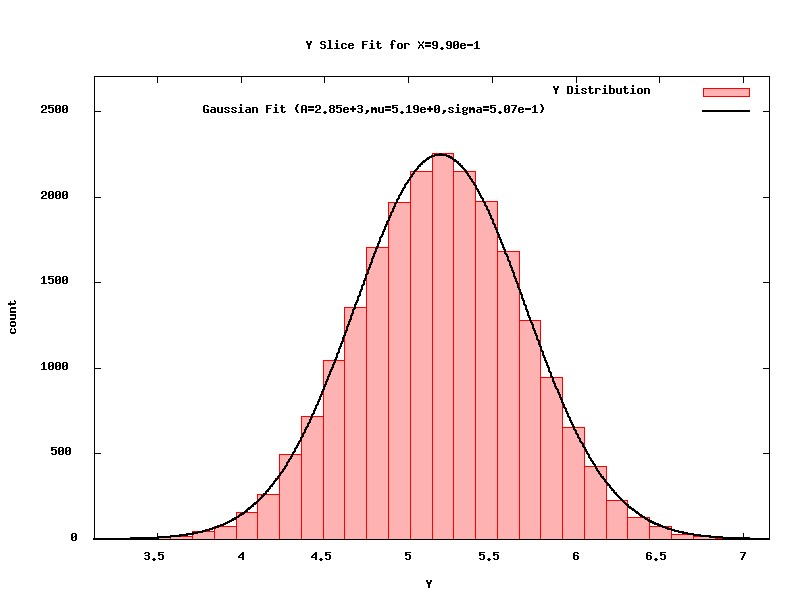 Y Slice Fit for X=9.90e-1
Y Distribution
Gaussian Fit (A=2.85e+3,mu=5.19e+0,sigma=5.07e-1)
2500
2000
1500
1000
500
0
count
3.5 4 4.5 5 5.5 6 6.5 7
Y